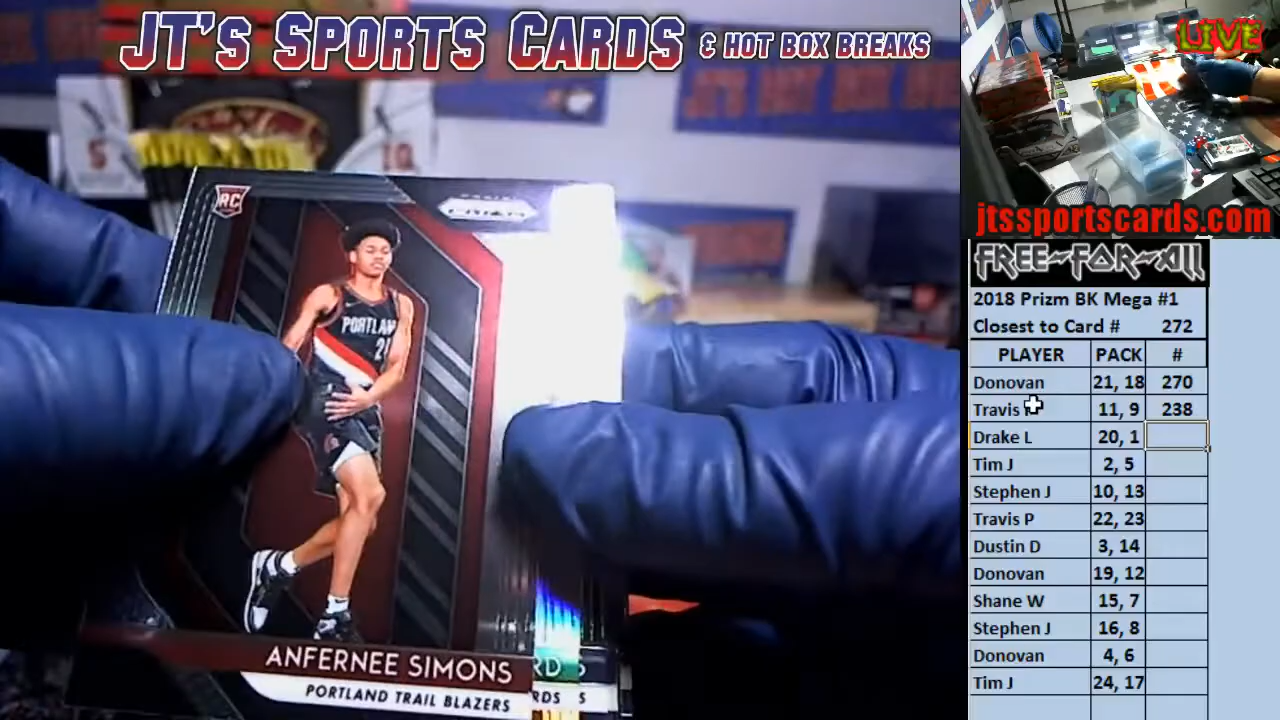 JT's Sports Cards & Hot Box Breaks
LIVE
jtssportscards.com
RC
PRIZM
PORTLAN
ANFERNEE SIMONS
PORTLAND TRAIL BLAZERS
RDS 5
FREE-FOR-ALL
2018 Prizm BK Mega #1
Closest to Card # 272
PLAYER PACK #
Donovan 21, 18 270
Travis 11, 9 238
Drake L 20, 1
Tim J 2, 5
Stephen J 10, 13
Travis P 22, 23
Dustin D 3, 14
Donovan 19, 12
Shane W 15, 7
Stephen J 16, 8
Donovan 4, 6
Tim J 24, 17